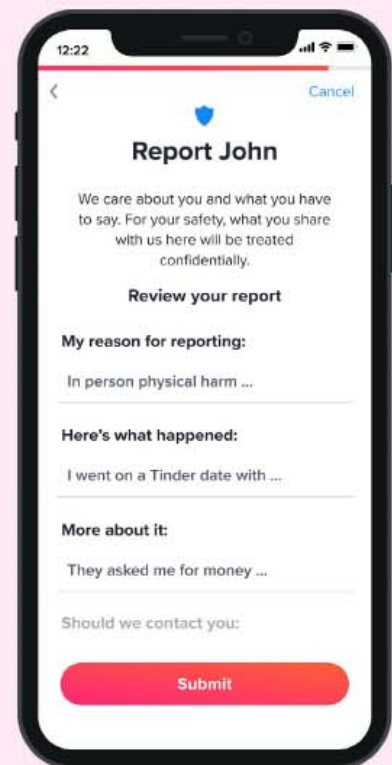 12:22
Cancel
Report John
We care about you and what you have
to say. For your safety, what you share
with us here will be treated
confidentially.
Review your report
My reason for reporting:
In person physical harm ...
Here's what happened:
I went on a Tinder date with ...
More about it:
They asked me for money ...
Should we contact you:
Submit